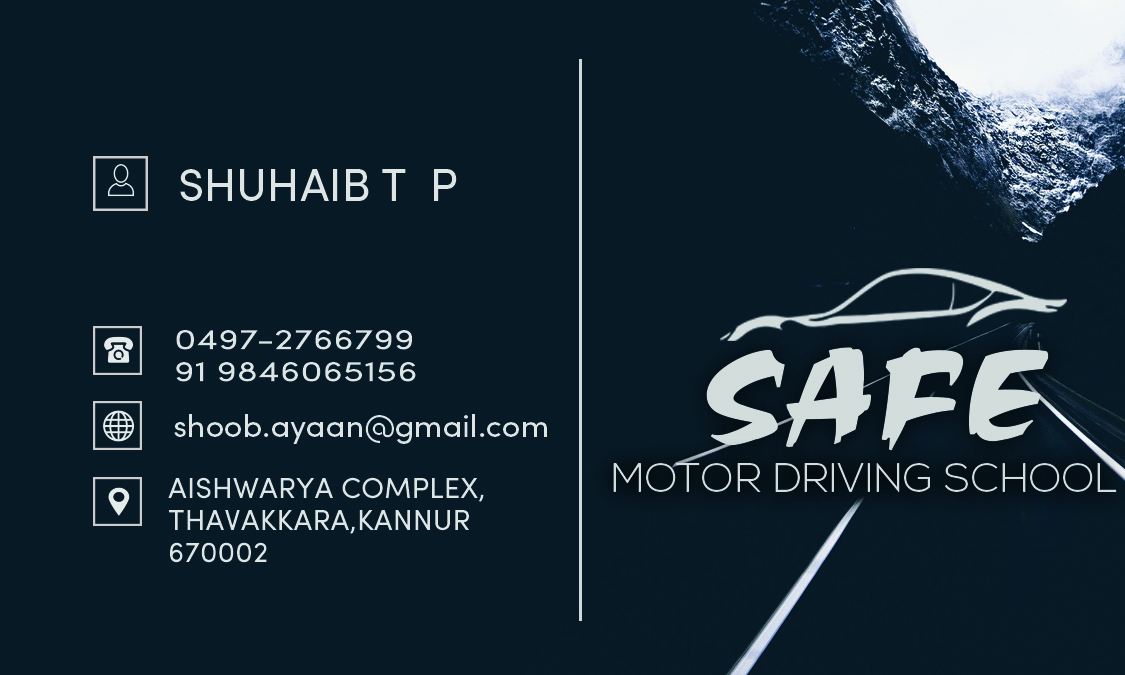 SHUHAIB T P
0497-2766799
91 9846065156
shoob.ayaan@gmail.com
AISHWARYA COMPLEX,
THAVAKKARA,KANNUR
670002
SAFE
MOTOR DRIVING SCHOOL